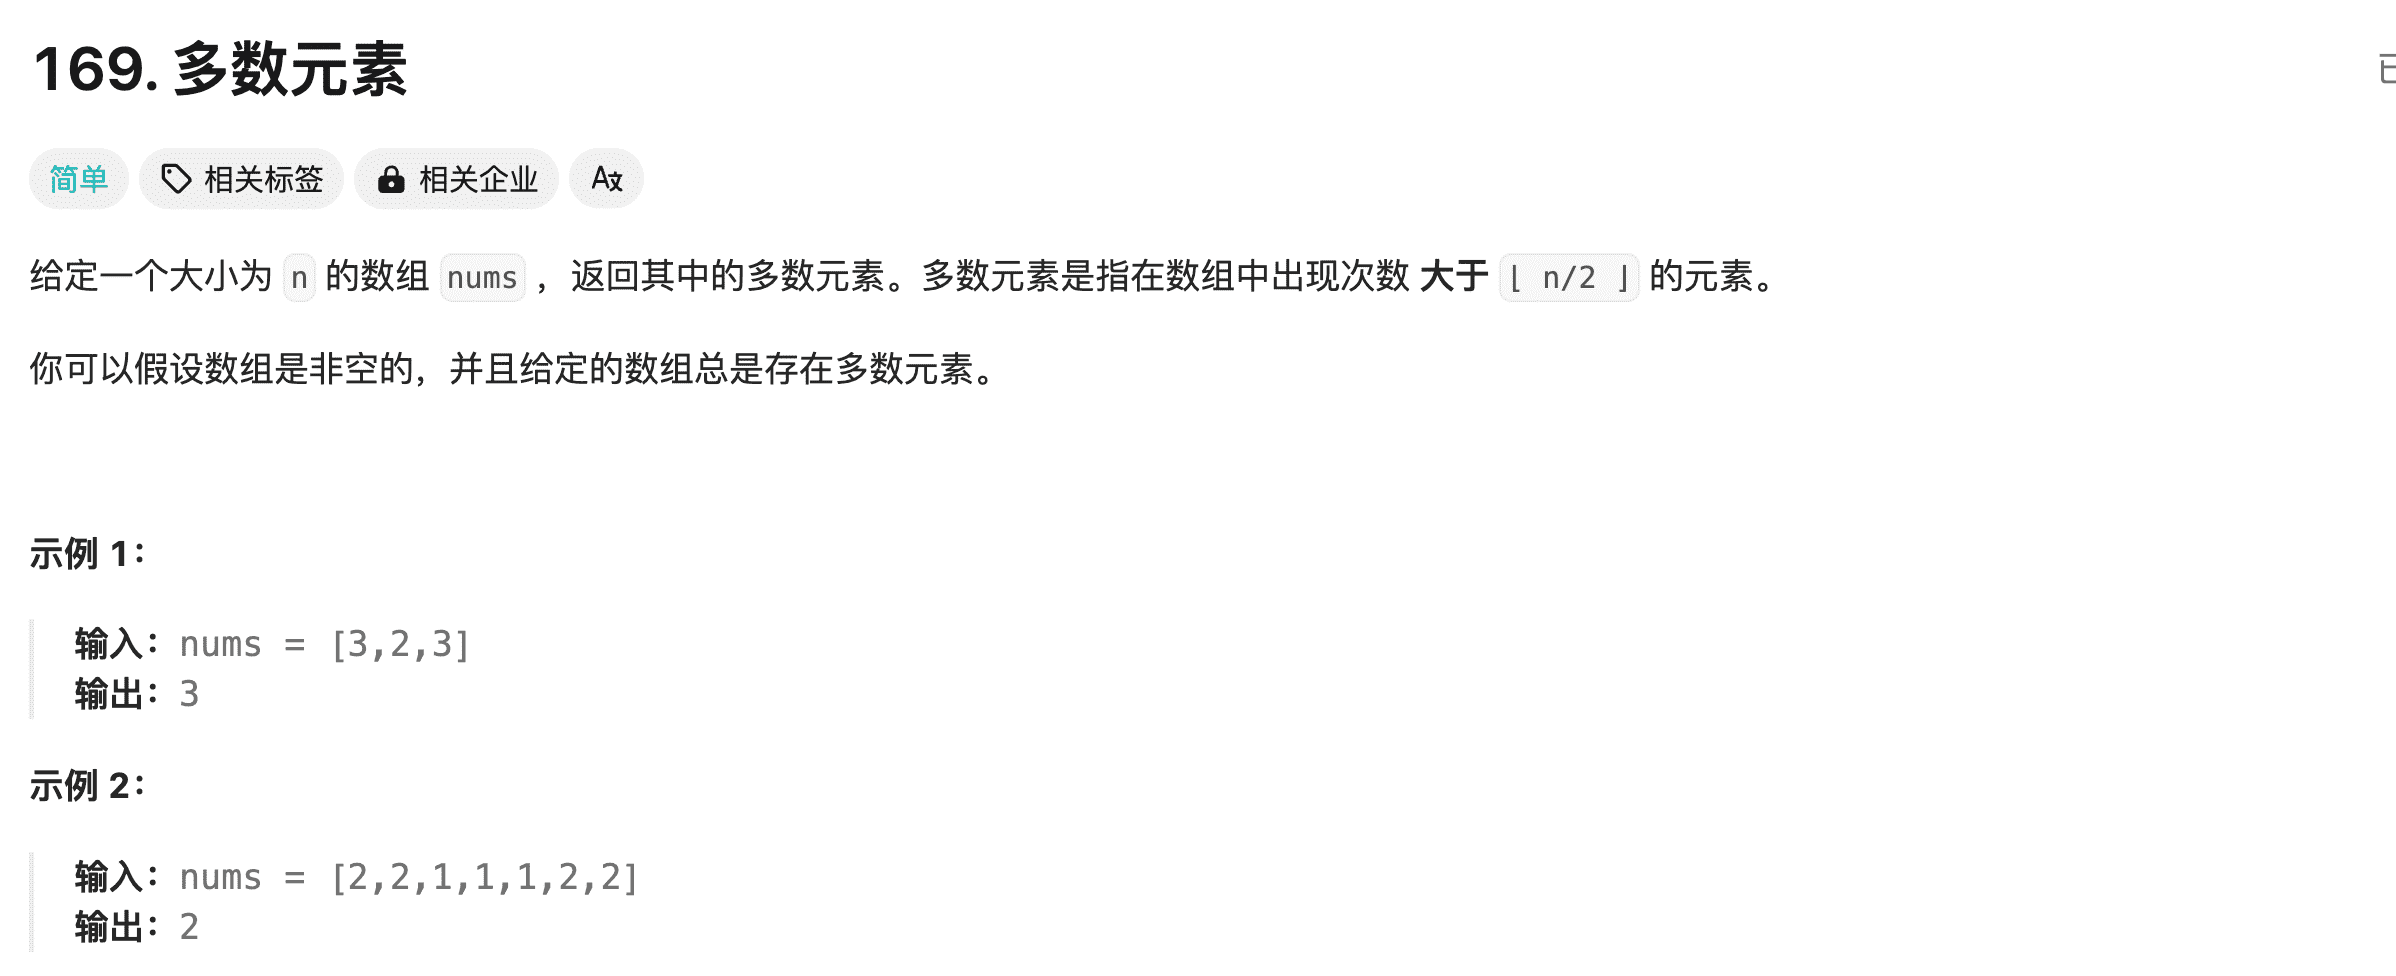 169. 多数元素
简单 相关标签 相关企业 A文
给定一个大小为 n 的数组 nums ，返回其中的多数元素。多数元素是指在数组中出现次数 大于 ⌊ n/2 ⌋ 的元素。
你可以假设数组是非空的，并且给定的数组总是存在多数元素。
示例 1：
输入：nums = [3,2,3]
输出：3
示例 2：
输入：nums = [2,2,1,1,1,2,2]
输出：2